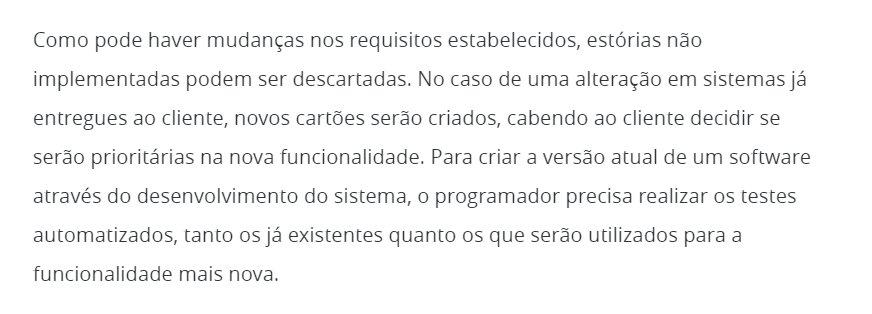 Como pode haver mudanças nos requisitos estabelecidos, estórias não
implementadas podem ser descartadas. No caso de uma alteração em sistemas já
entregues ao cliente, novos cartões serão criados, cabendo ao cliente decidir se
serão prioritárias na nova funcionalidade. Para criar a versão atual de um software
através do desenvolvimento do sistema, o programador precisa realizar os testes
automatizados, tanto os já existentes quanto os que serão utilizados para a
funcionalidade mais nova.